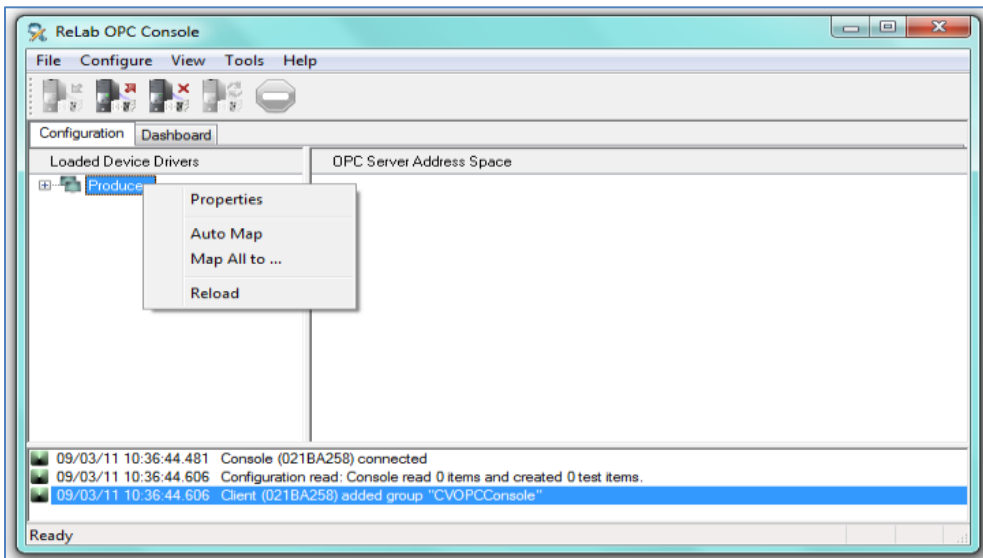 ReLab OPC Console
File Configure View Tools Help
Configuration Dashboard
Loaded Device Drivers OPC Server Address Space
Properties
Auto Map
Map All to ...
Reload
09/03/11 10:36:44.481 Console (021BA258) connected
09/03/11 10:36:44.606 Configuration read: Console read 0 items and created 0 test items.
09/03/11 10:36:44.606 Client (021BA258) added group "CVOPCConsole"
Ready